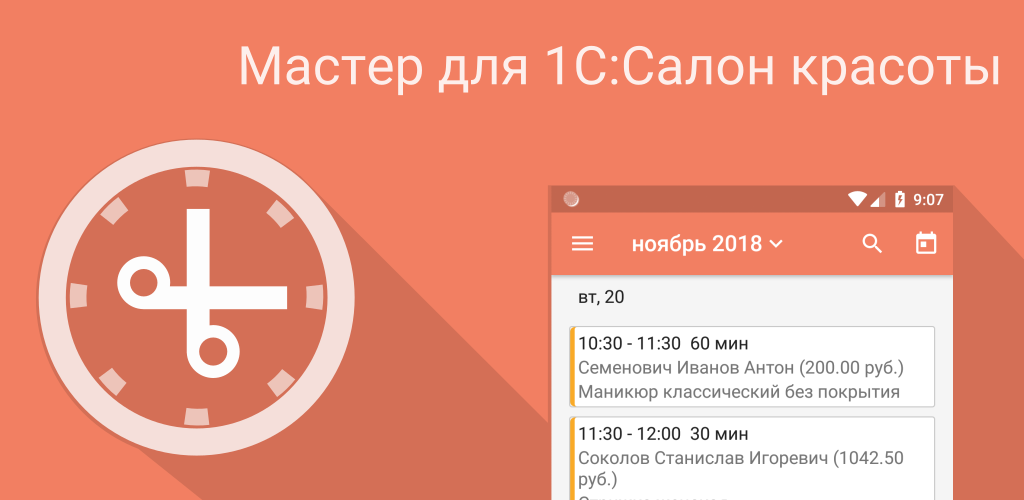 Мастер для 1С:Салон красоты
9:07
ноябрь 2018
вт, 20
10:30 - 11:30 60 мин
Семенович Иванов Антон (200.00 руб.)
Маникюр классический без покрытия
11:30 - 12:00 30 мин
Соколов Станислав Игоревич (1042.50
руб.)